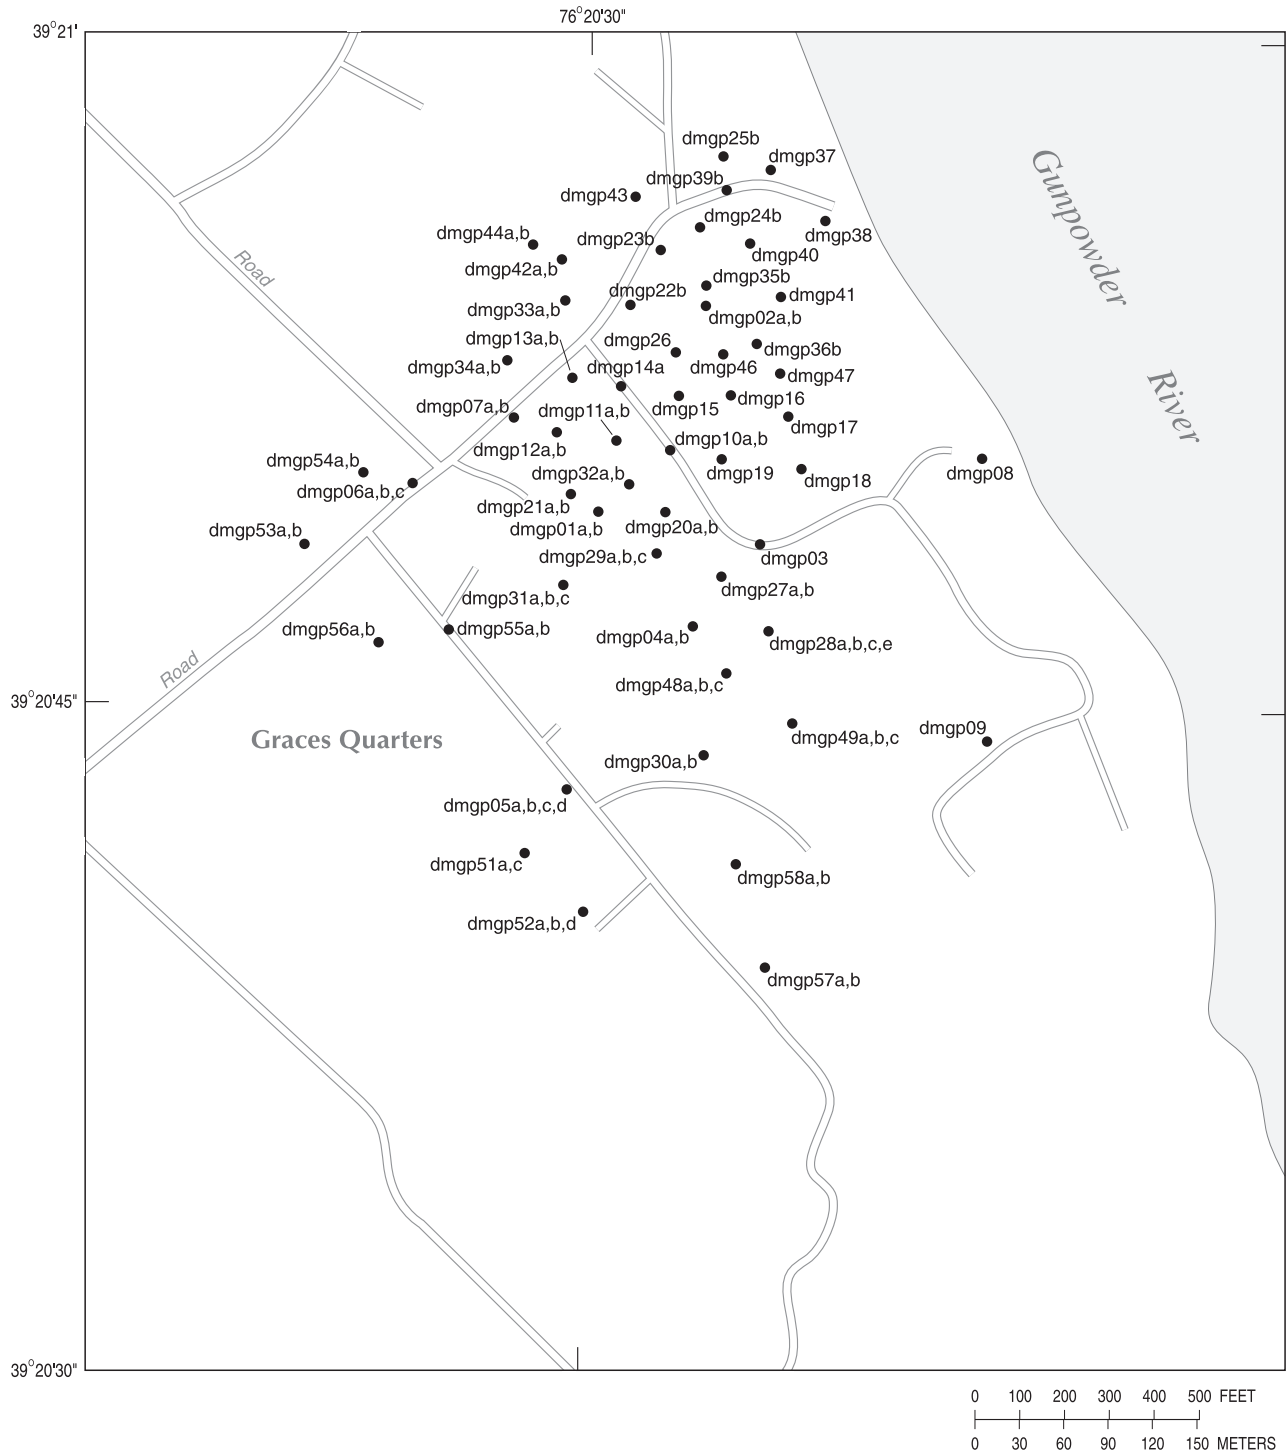 76°20'30"
39°21'
dmgp25b
dmgp37
dmgp39b
dmgp43
dmgp24b
dmgp38
dmgp44a,b
dmgp23b
dmgp40
dmgp42a,b
dmgp35b
dmgp22b
dmgp41
dmgp33a,b
dmgp02a,b
dmgp13a,b
dmgp26
dmgp36b
dmgp34a,b
dmgp14a
dmgp46
dmgp47
dmgp07a,b
dmgp11a,b
dmgp15
dmgp16
dmgp17
dmgp12a,b
dmgp10a,b
dmgp54a,b
dmgp32a,b
dmgp19
dmgp18
dmgp08
dmgp06a,b,c
dmgp21a,b
dmgp53a,b
dmgp01a,b
dmgp20a,b
dmgp29a,b,c
dmgp03
dmgp31a,b,c
dmgp27a,b
dmgp56a,b
dmgp55a,b
dmgp04a,b
dmgp28a,b,c,e
dmgp48a,b,c
39°20'45"
dmgp49a,b,c
dmgp09
dmgp30a,b
dmgp05a,b,c,d
dmgp51a,c
dmgp58a,b
dmgp52a,b,d
dmgp57a,b
Road
Road
Graces Quarters
Gunpowder
River
39°20'30"
0 100 200 300 400 500 FEET
0 30 60 90 120 150 METERS